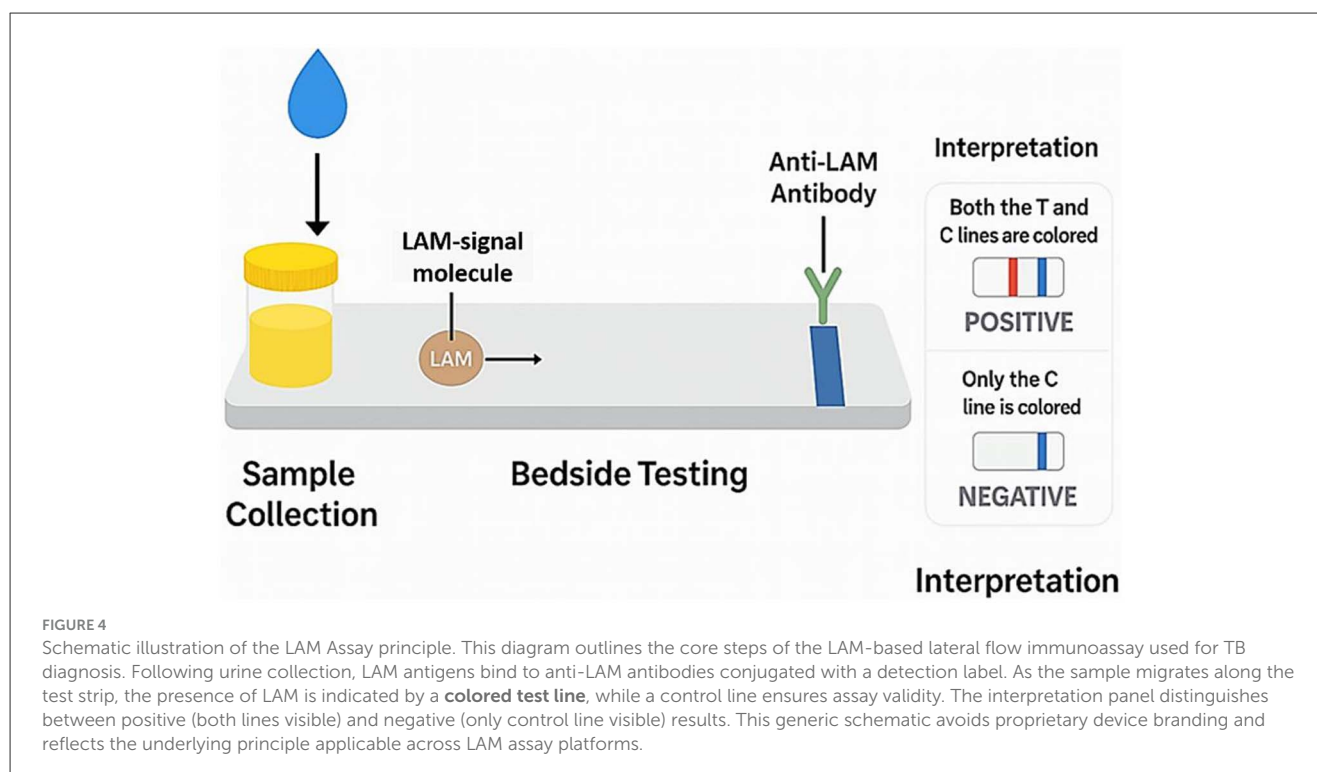 LAM-signal
molecule
LAM
Anti-LAM
Antibody
Sample
Collection
Bedside Testing
Interpretation
Both the T and
C lines are colored
POSITIVE
Only the C
line is colored
NEGATIVE
Interpretation
FIGURE 4
Schematic illustration of the LAM Assay principle. This diagram outlines the core steps of the LAM-based lateral flow immunoassay used for TB
diagnosis. Following urine collection, LAM antigens bind to anti-LAM antibodies conjugated with a detection label. As the sample migrates along the
test strip, the presence of LAM is indicated by a colored test line, while a control line ensures assay validity. The interpretation panel distinguishes
between positive (both lines visible) and negative (only control line visible) results. This generic schematic avoids proprietary device branding and
reflects the underlying principle applicable across LAM assay platforms.